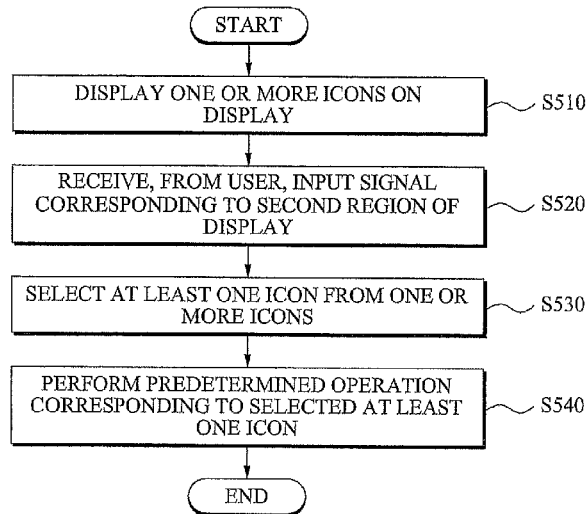 START
DISPLAY ONE OR MORE ICONS ON
DISPLAY
S510
RECEIVE, FROM USER, INPUT SIGNAL
CORRESPONDING TO SECOND REGION OF
DISPLAY
S520
SELECT AT LEAST ONE ICON FROM ONE OR
MORE ICONS
S530
PERFORM PREDETERMINED OPERATION
CORRESPONDING TO SELECTED AT LEAST
ONE ICON
S540
END